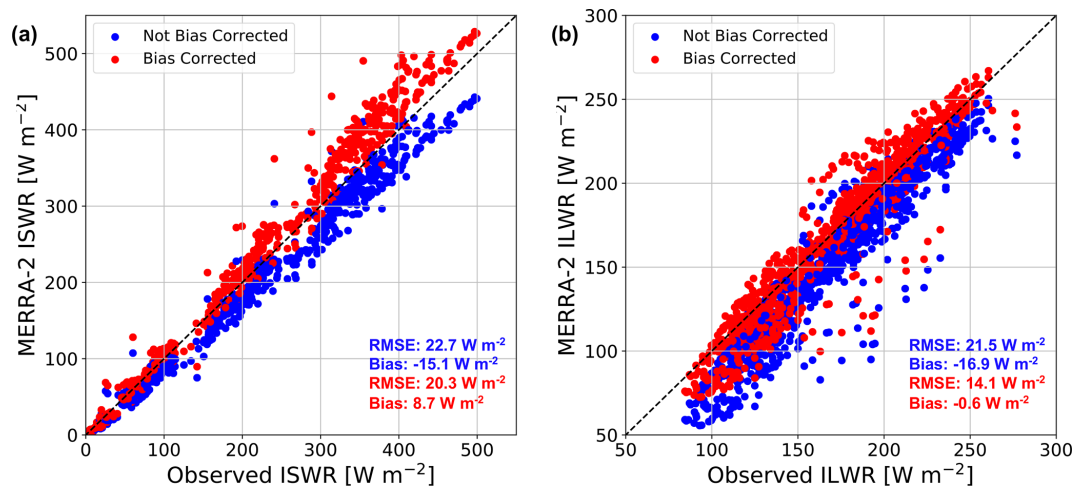 (a)
Not Bias Corrected
Bias Corrected
MERRA-2 ISWR [W m⁻²]
500
400
300
200
100
0
RMSE: 22.7 W m⁻²
Bias: -15.1 W m⁻²
RMSE: 20.3 W m⁻²
Bias: 8.7 W m⁻²
0 100 200 300 400 500
Observed ISWR [W m⁻²]
(b)
Not Bias Corrected
Bias Corrected
MERRA-2 ILWR [W m⁻²]
300
250
200
150
100
50
RMSE: 21.5 W m⁻²
Bias: -16.9 W m⁻²
RMSE: 14.1 W m⁻²
Bias: -0.6 W m⁻²
50 100 150 200 250 300
Observed ILWR [W m⁻²]